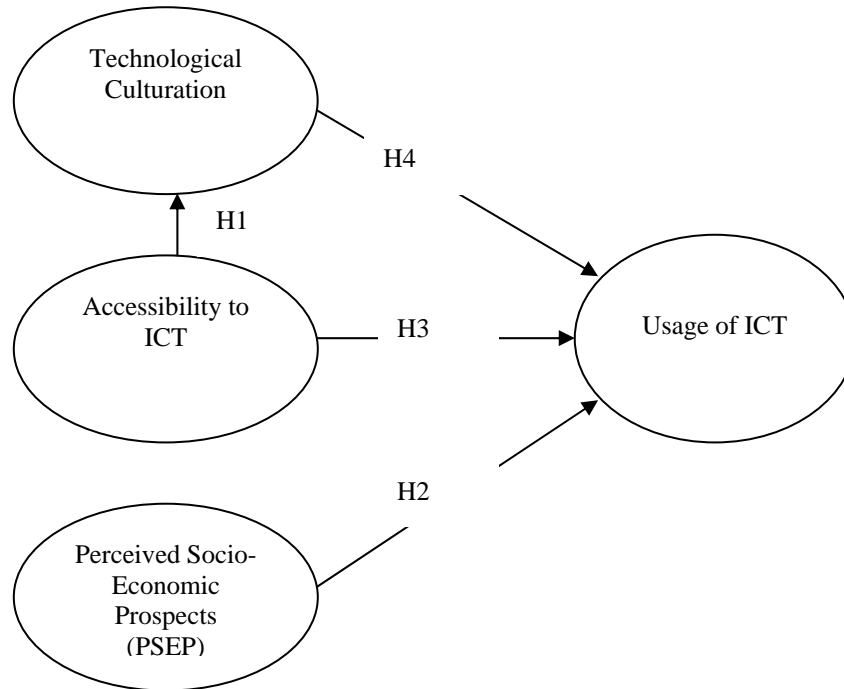 Technological
Culturation
H4
H1
Accessibility to
ICT
H3
Usage of ICT
H2
Perceived Socio-
Economic
Prospects
(PSEP)